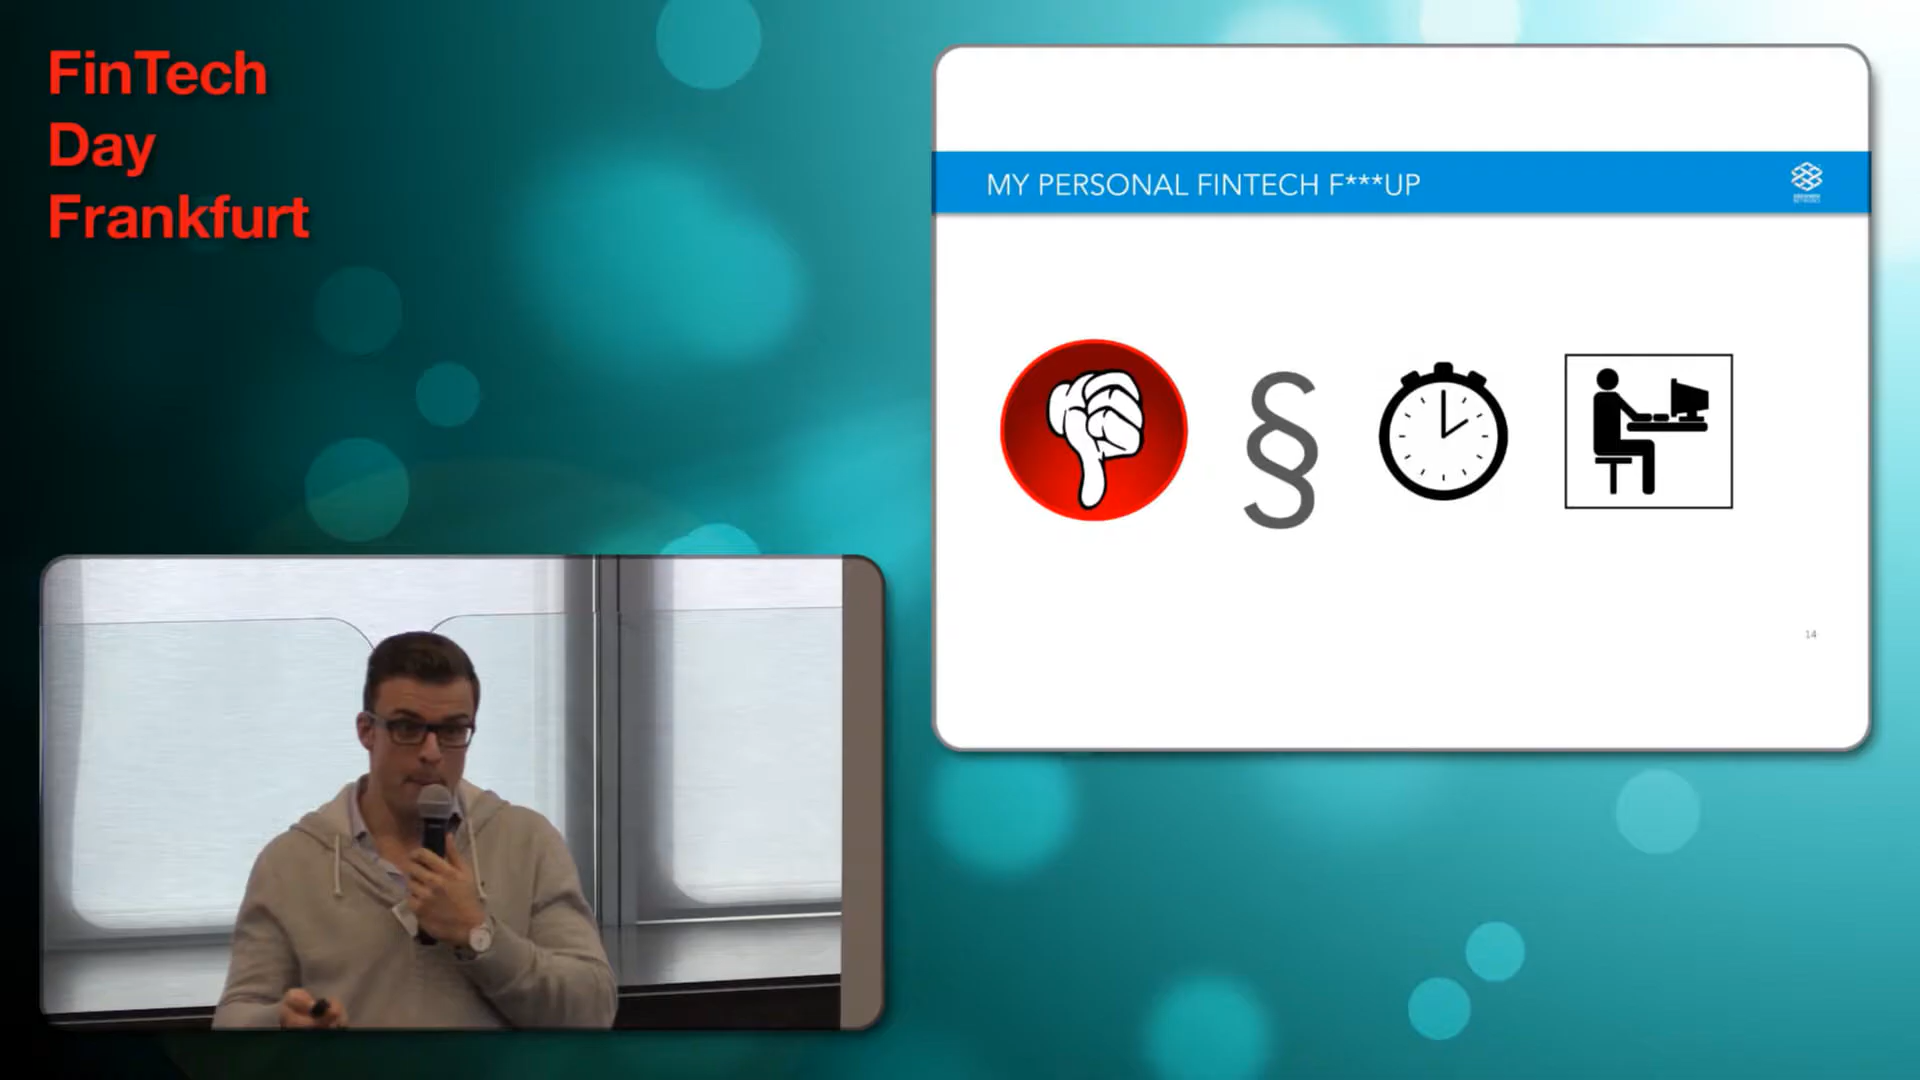 FinTech
Day
Frankfurt
MY PERSONAL FINTECH F***UP
§
14